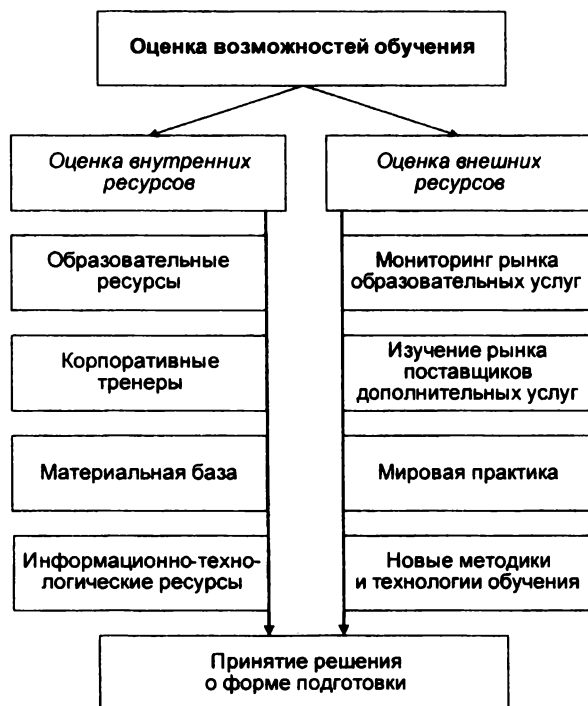 Оценка возможностей обучения
Оценка внутренних
ресурсов
Оценка внешних
ресурсов
Образовательные
ресурсы
Мониторинг рынка
образовательных услуг
Корпоративные
тренеры
Изучение рынка
поставщиков
дополнительных услуг
Материальная база
Мировая практика
Информационно-техно-
логические ресурсы
Новые методики
и технологии обучения
Принятие решения
о форме подготовки